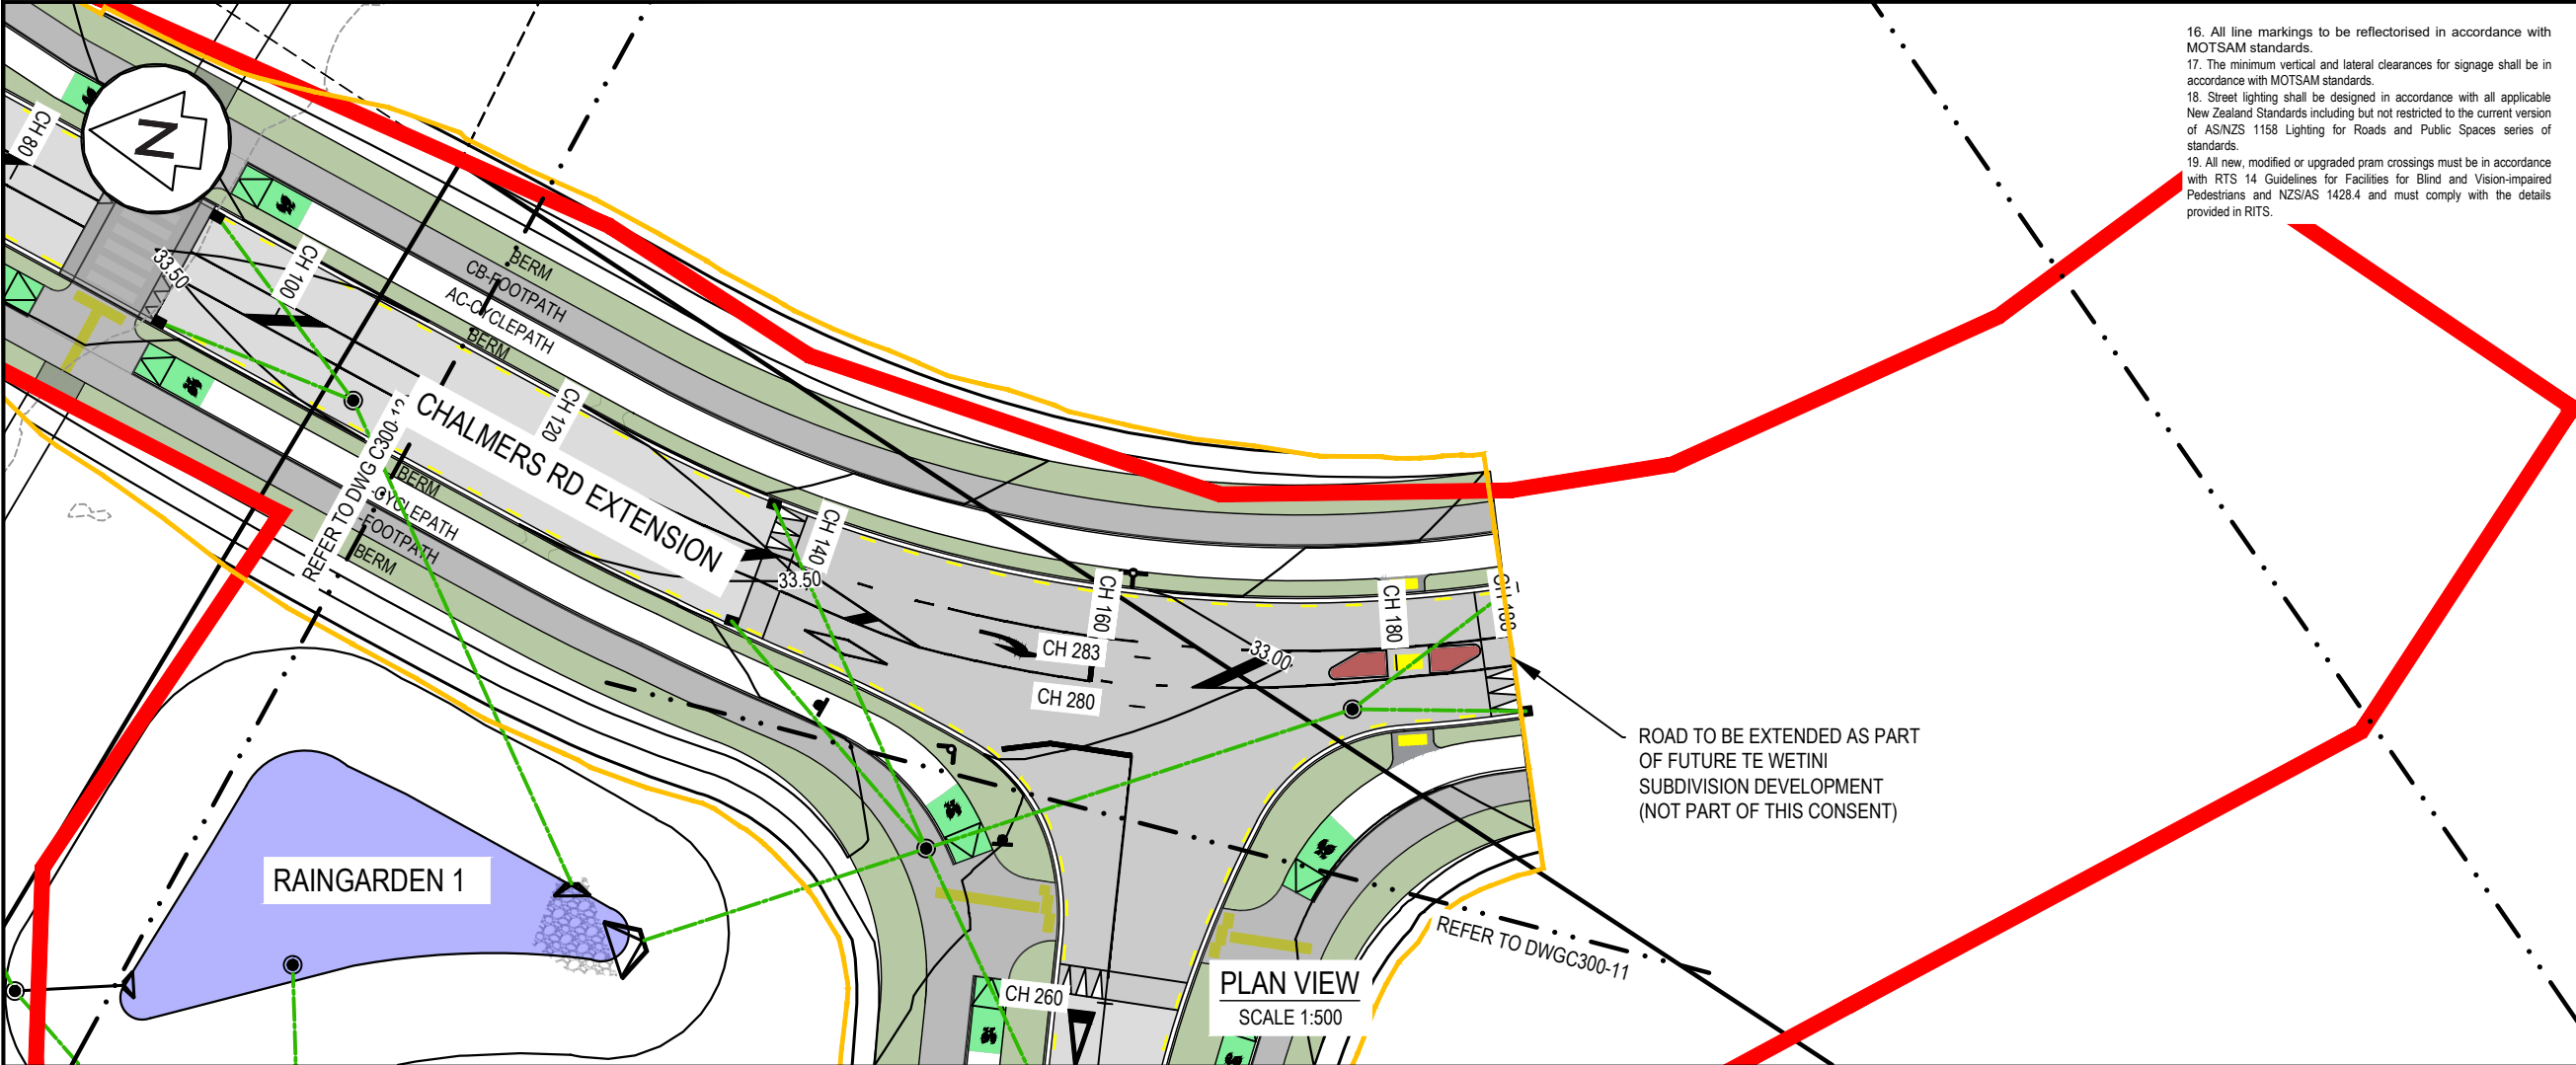 16. All line markings to be reflectorised in accordance with
MOTSAM standards.
17. The minimum vertical and lateral clearances for signage shall be in
accordance with MOTSAM standards.
18. Street lighting shall be designed in accordance with all applicable
New Zealand Standards including but not restricted to the current version
of AS/NZS 1158 Lighting for Roads and Public Spaces series of
standards.
19. All new, modified or upgraded pram crossings must be in accordance
with RTS 14 Guidelines for Facilities for Blind and Vision-impaired
Pedestrians and NZS/AS 1428.4 and must comply with the details
provided in RITS.
CH 80
N
33.50
CH 100
BERM
CB-FOOTPATH
AC-CYCLEPATH
BERM
CH 120
CHALMERS RD EXTENSION
REFER TO DWG C300-
BERM
-CYCLEPATH
-FOOTPATH
BERM
CH 140
33.50
CH 160
CH 180
CH 283
CH 280
33.00
ROAD TO BE EXTENDED AS PART
OF FUTURE TE WETINI
SUBDIVISION DEVELOPMENT
(NOT PART OF THIS CONSENT)
RAINGARDEN 1
REFER TO DWGC300-11
CH 260
PLAN VIEW
SCALE 1:500